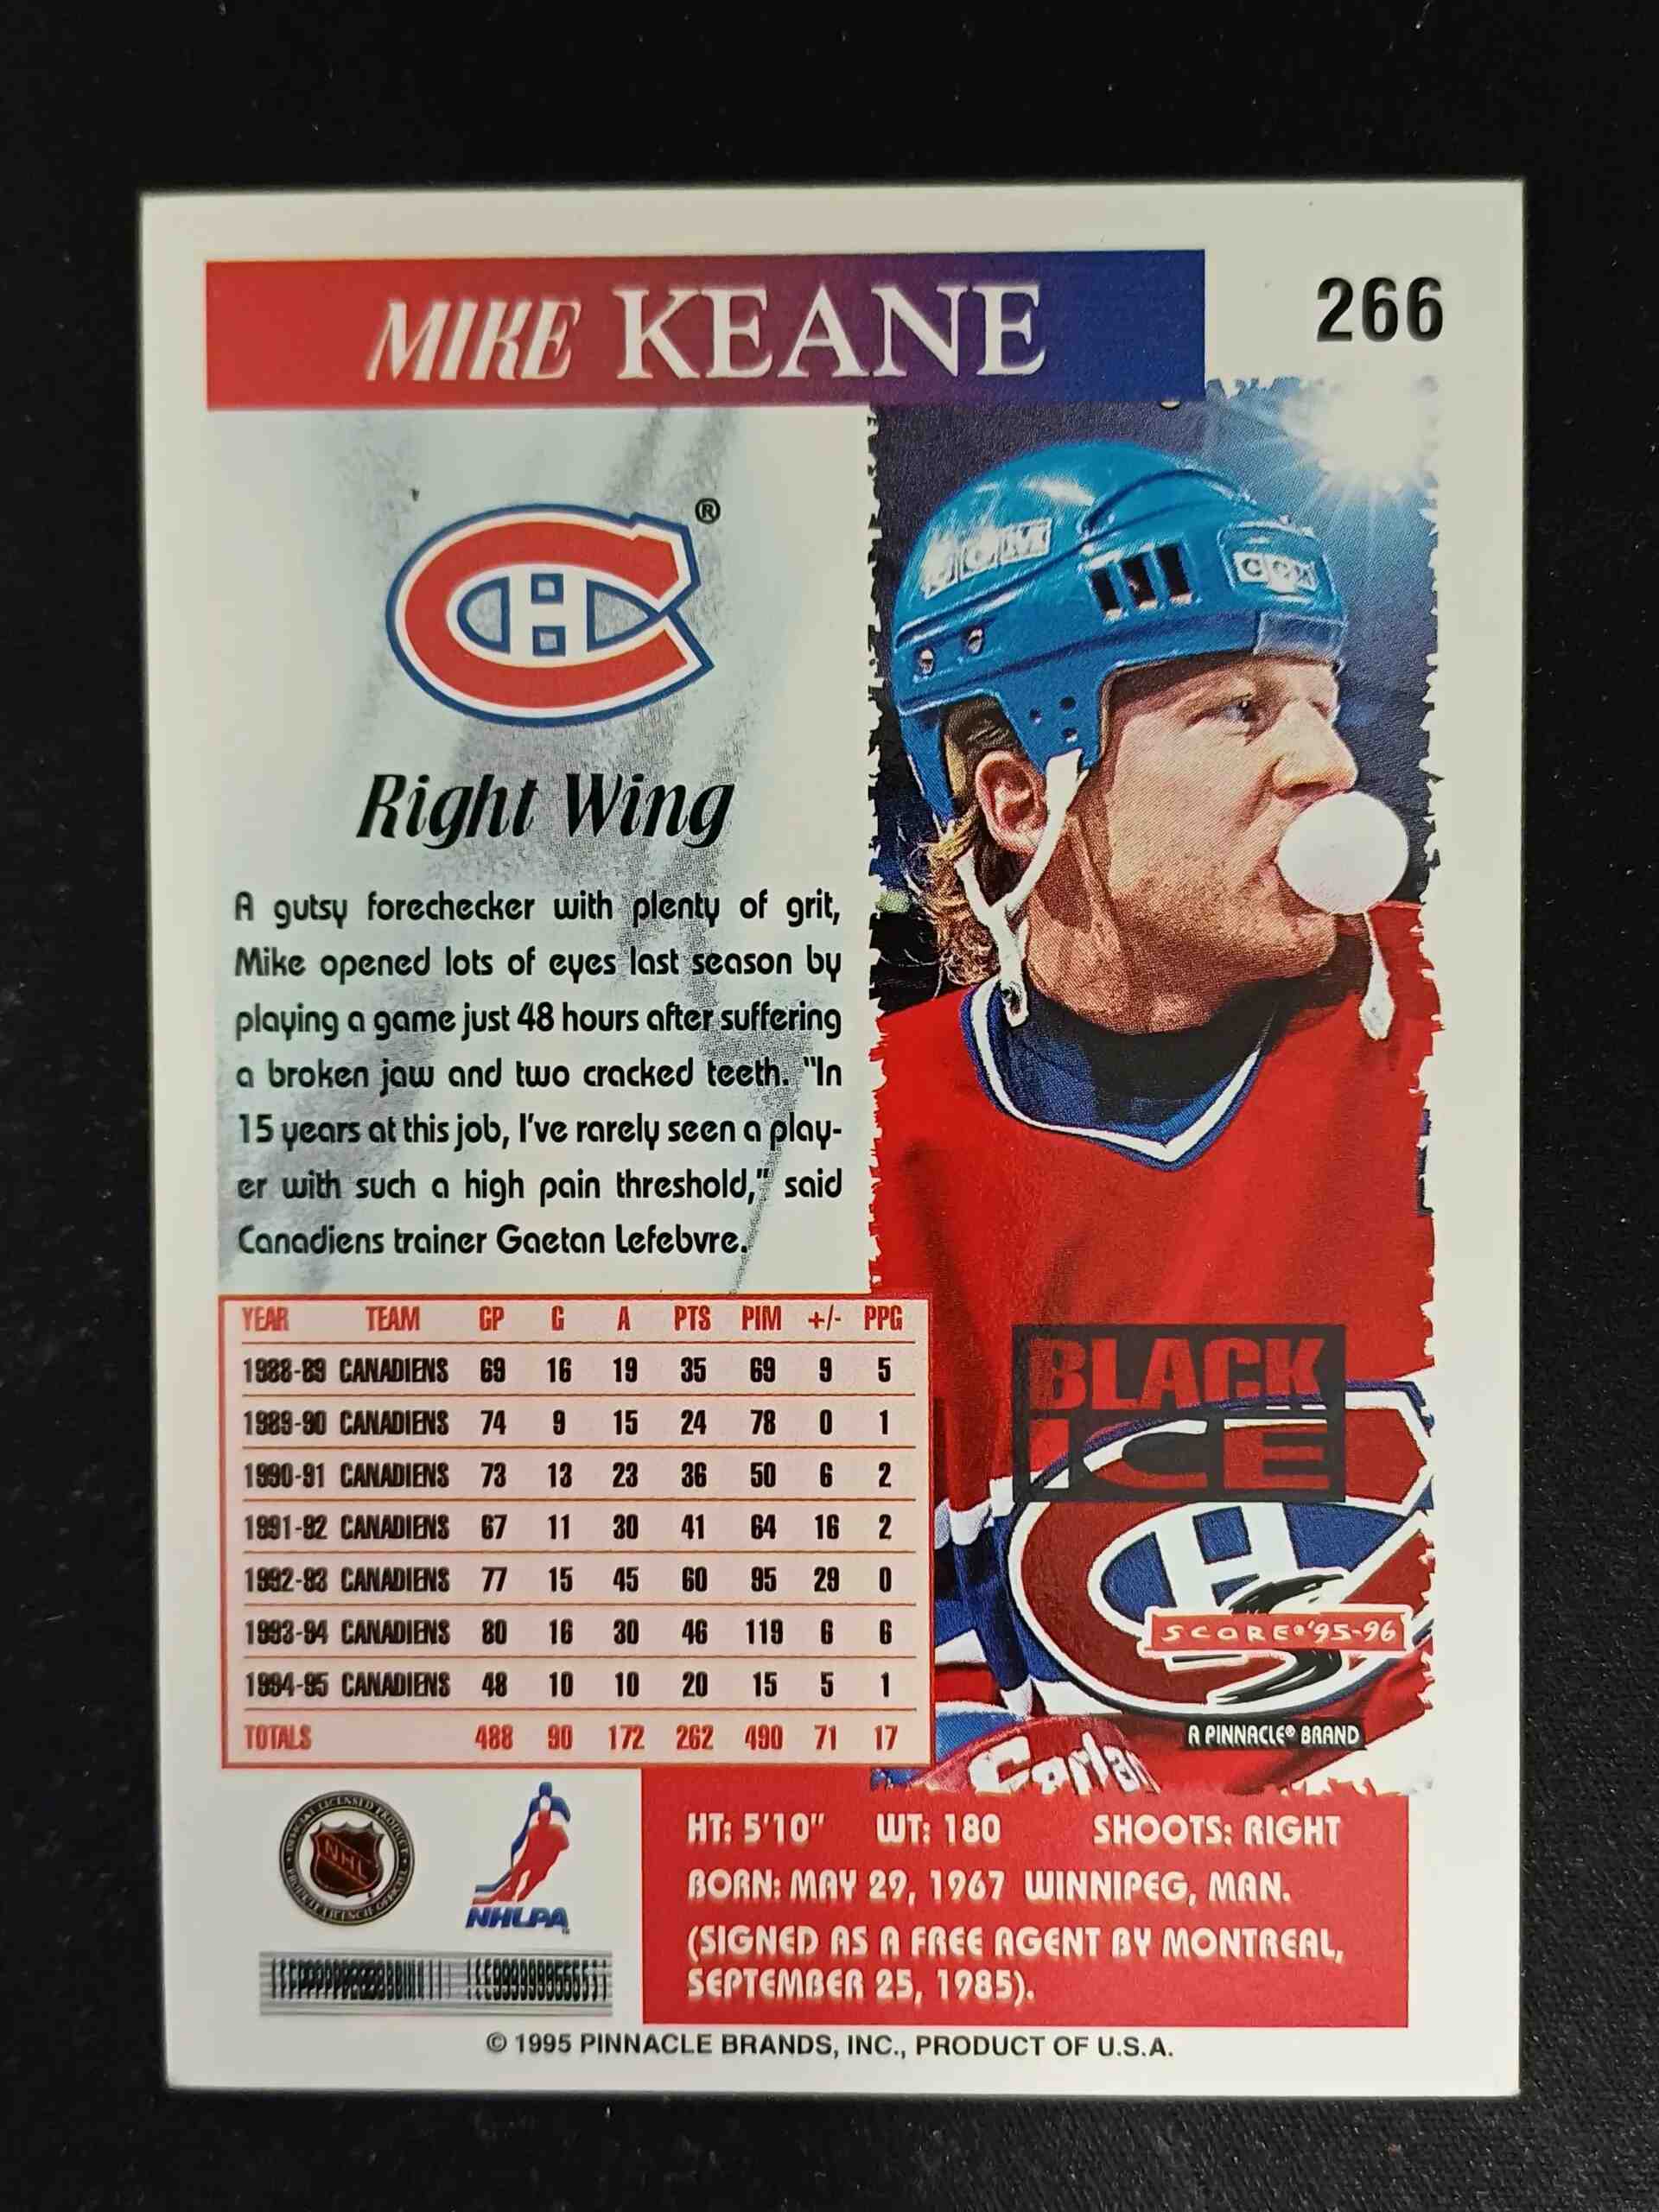 MIKE KEANE
266
®
CCM
CCM
Right Wing
A gutsy forechecker with plenty of grit,
Mike opened lots of eyes last season by
playing a game just 48 hours after suffering
a broken jaw and two cracked teeth. "In
15 years at this job, I've rarely seen a play-
er with such a high pain threshold," said
Canadiens trainer Gaetan Lefebvre.
YEAR TEAM GP G A PTS PIM +/- PPG
1988-89 CANADIENS 69 16 19 35 69 9 5
1989-90 CANADIENS 74 9 15 24 78 0 1
1990-91 CANADIENS 73 13 23 36 50 6 2
1991-92 CANADIENS 67 11 30 41 64 16 2
1992-93 CANADIENS 77 15 45 60 95 29 0
1993-94 CANADIENS 80 16 30 46 119 6 6
1994-95 CANADIENS 48 10 10 20 15 5 1
TOTALS 488 90 172 262 490 71 17
BLACK
ICE
SCORE®'95-96
A PINNACLE® BRAND
NHL
NHLPA
HT: 5'10" WT: 180 SHOOTS: RIGHT
BORN: MAY 29, 1967 WINNIPEG, MAN.
(SIGNED AS A FREE AGENT BY MONTREAL,
SEPTEMBER 25, 1985).
© 1995 PINNACLE BRANDS, INC., PRODUCT OF U.S.A.